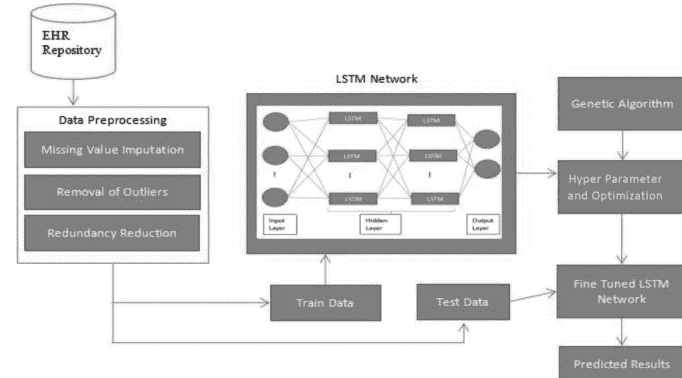 EHR
Repository
Data Preprocessing
Missing Value Imputation
Removal of Outliers
Redundancy Reduction
LSTM Network
LSTM
LSTM
LSTM
LSTM
LSTM
LSTM
Input
Layer
Hidden
Layer
Output
Layer
Genetic Algorithm
Hyper Parameter
and Optimization
Train Data
Test Data
Fine Tuned LSTM
Network
Predicted Results